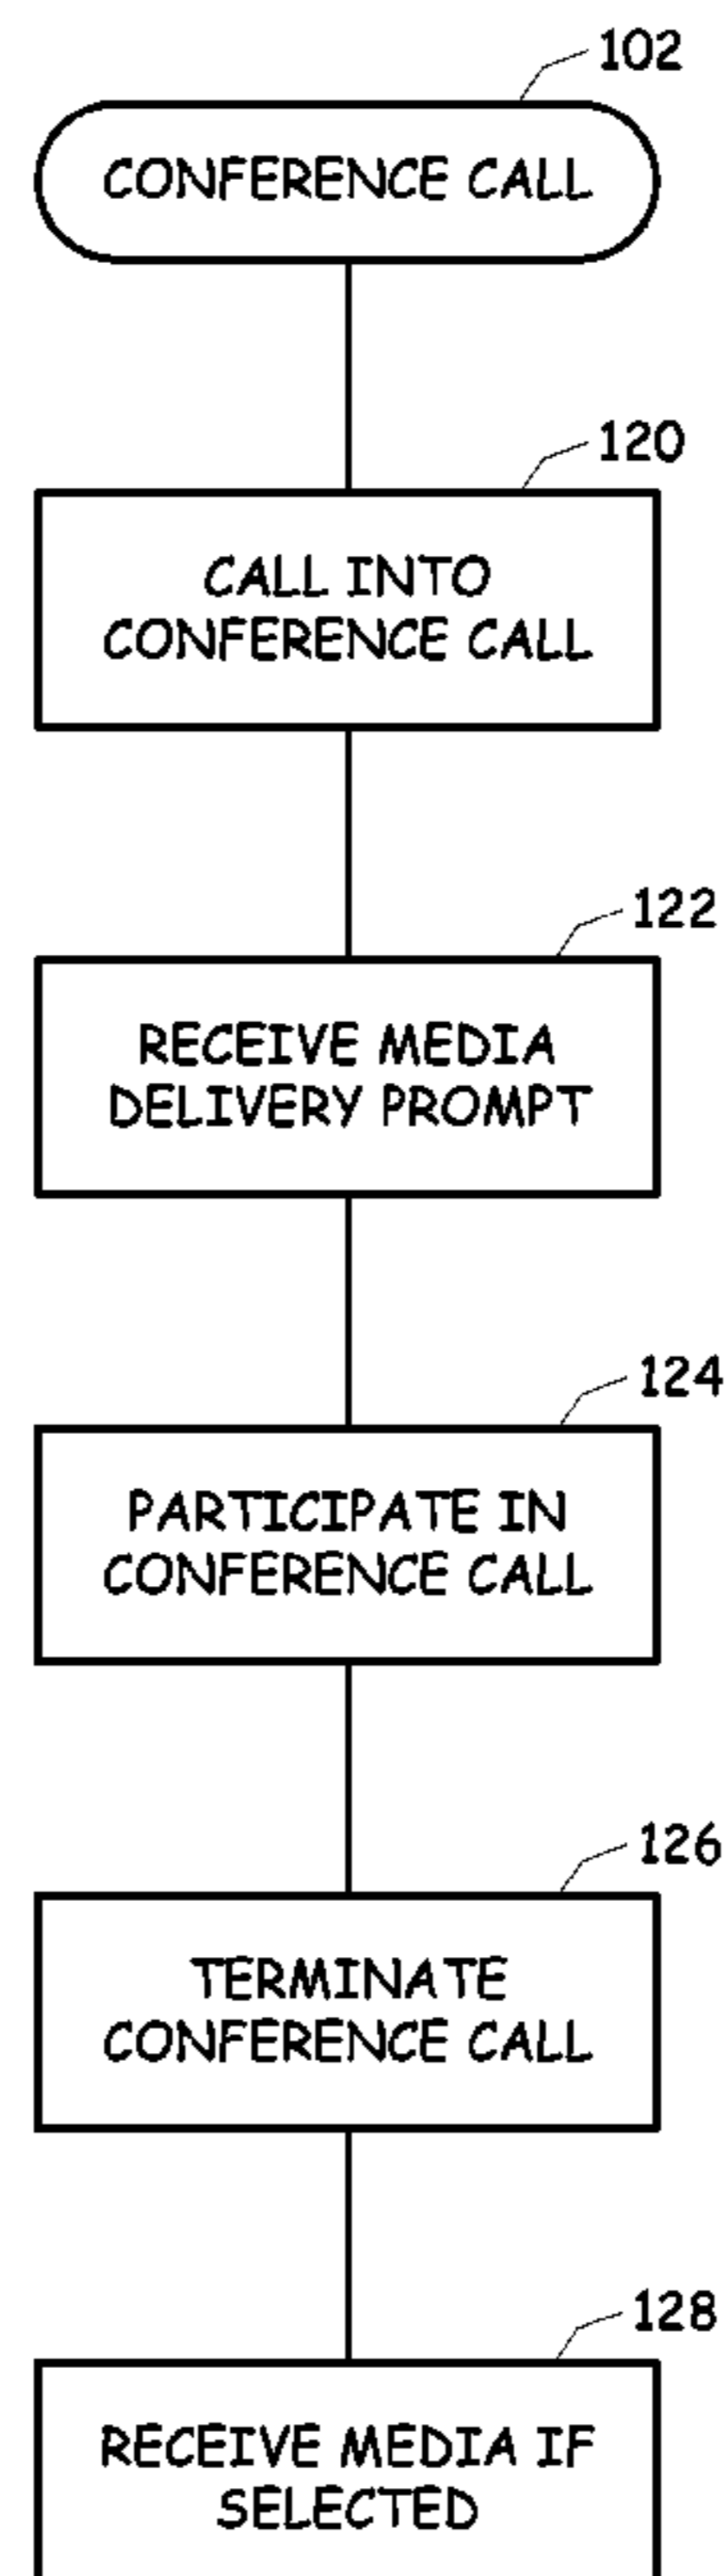 102
CONFERENCE CALL
120
CALL INTO
CONFERENCE CALL
122
RECEIVE MEDIA
DELIVERY PROMPT
124
PARTICIPATE IN
CONFERENCE CALL
126
TERMINATE
CONFERENCE CALL
128
RECEIVE MEDIA IF
SELECTED